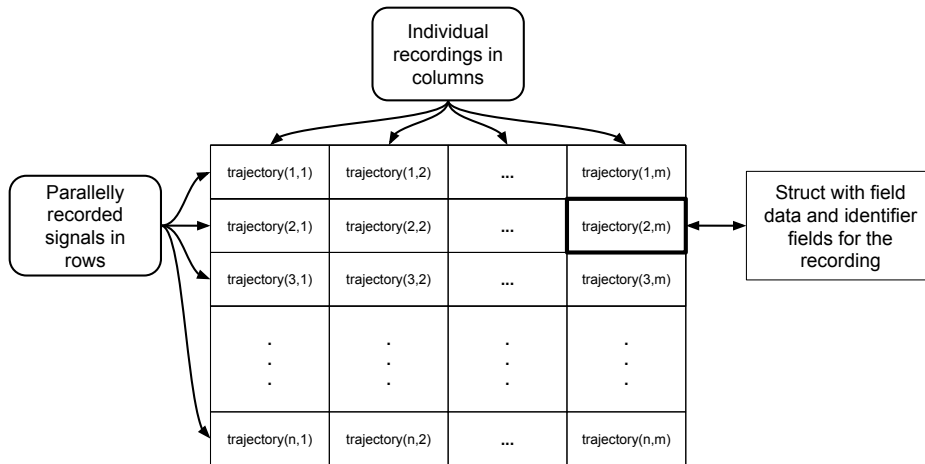 Individual
recordings in
columns
Parallelly
recorded
signals in
rows
trajectory(1,1) trajectory(1,2) ... trajectory(1,m)
trajectory(2,1) trajectory(2,2) ... trajectory(2,m)
trajectory(3,1) trajectory(3,2) ... trajectory(3,m)
. . . .
. . . .
. . . .
trajectory(n,1) trajectory(n,2) ... trajectory(n,m)
Struct with field
data and identifier
fields for the
recording